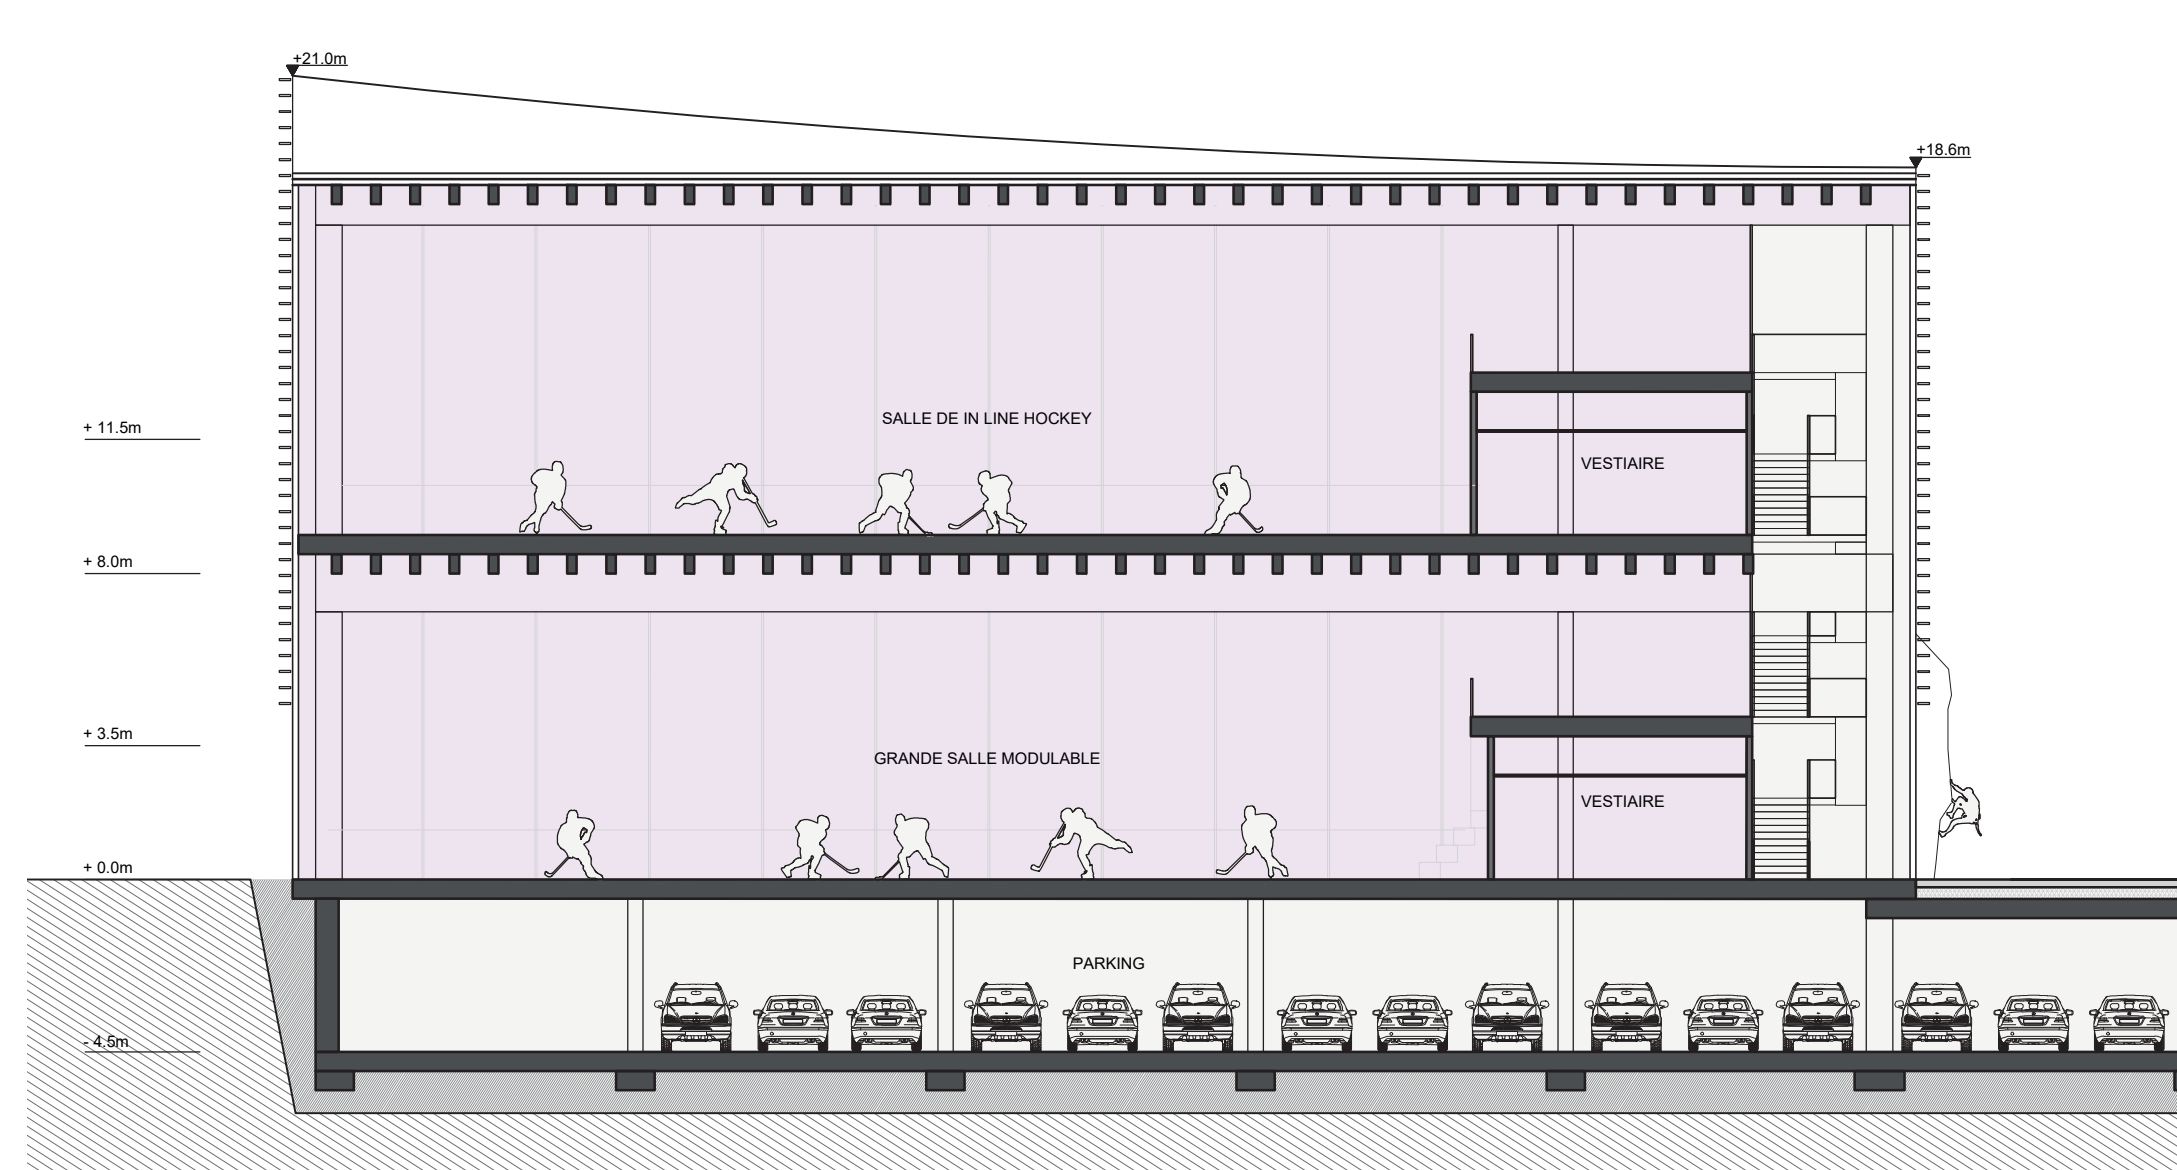 +21.0m
+18.6m
+ 11.5m
SALLE DE IN LINE HOCKEY
VESTIAIRE
+ 8.0m
+ 3.5m
GRANDE SALLE MODULABLE
VESTIAIRE
+ 0.0m
PARKING
- 4.5m